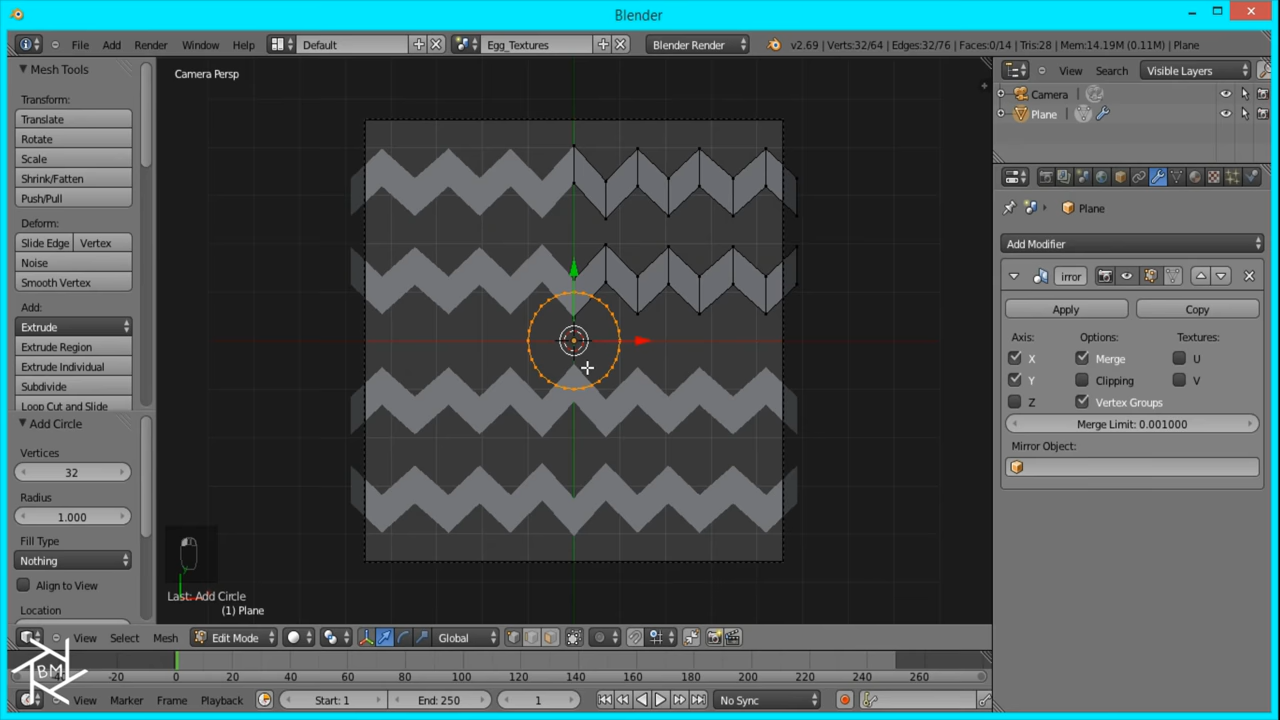 Blender
File Add Render Window Help Default Egg_Textures Blender Render v2.69 | Verts:32/64 | Edges:32/76 | Faces:0/14 | Tris:28 | Mem:14.19M (0.11M) | Plane
Mesh Tools
Transform:
Translate
Rotate
Scale
Shrink/Fatten
Push/Pull
Deform:
Slide Edge Vertex
Noise
Smooth Vertex
Add:
Extrude
Extrude Region
Extrude Individual
Subdivide
Loop Cut and Slide
Add Circle
Vertices
32
Radius
1.000
Fill Type
Nothing
Align to View
Location
Camera Persp
Last: Add Circle
(1) Plane
View Select Mesh Edit Mode Global
-20 0 20 40 60 80 100 120 140 160 180 200 220 240 260
View Marker Frame Playback Start: 1 End: 250 1 No Sync
BM
View Search Visible Layers
Camera
Plane
Plane
Add Modifier
irror
Apply Copy
Axis: Options: Textures:
X Merge U
Y Clipping V
Z Vertex Groups
Merge Limit: 0.001000
Mirror Object: